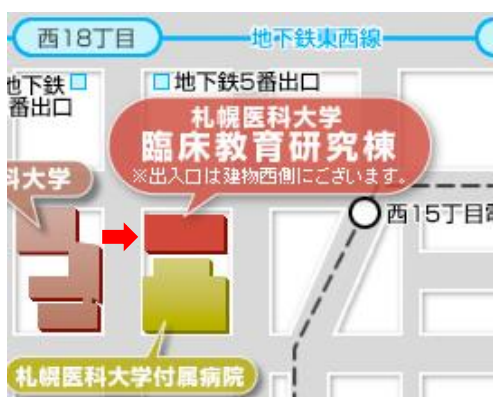 西18丁目
地下鉄東西線
地下鉄
番出口
地下鉄5番出口
札幌医科大学
臨床教育研究棟
※出入口は建物西側にございます。
科大学
西15丁目電
札幌医科大学付属病院